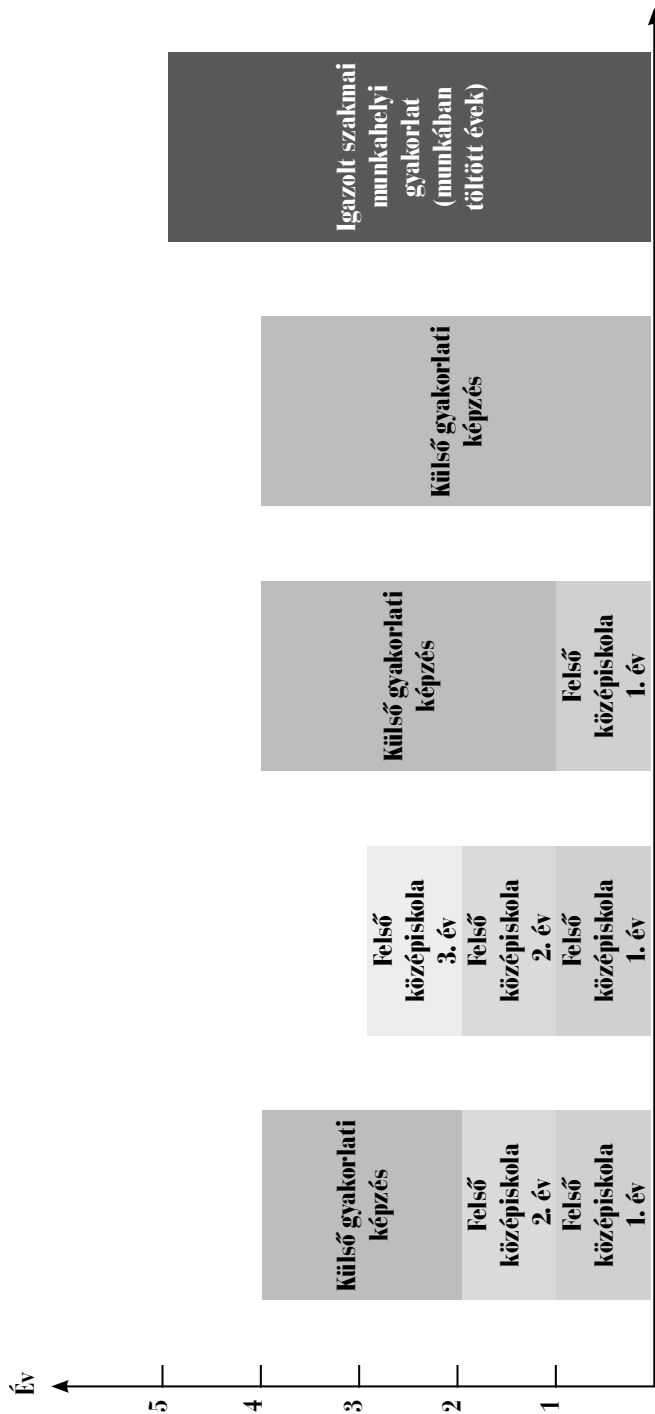 Év
5
4
3
2
1
Külső gyakorlati
képzés
Felső
középiskola
2. év
Felső
középiskola
1. év
Felső
középiskola
3. év
Felső
középiskola
2. év
Felső
középiskola
1. év
Külső gyakorlati
képzés
Felső
középiskola
1. év
Külső gyakorlati
képzés
Igazolt szakmai
munkahelyi
gyakorlat
(munkában
töltött évek)